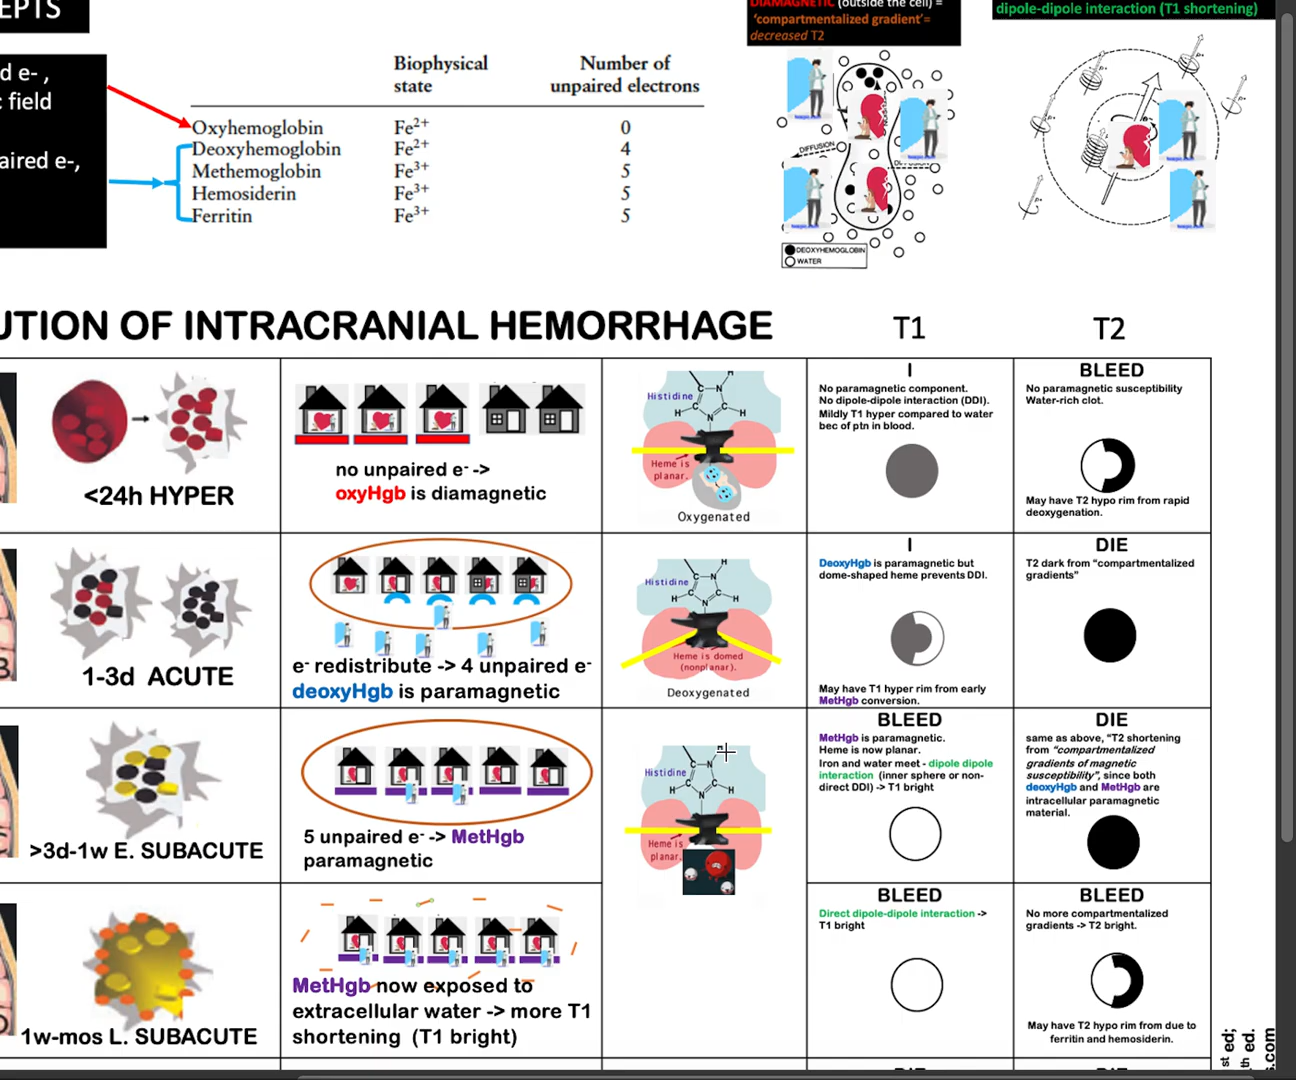 EPTS
d e- ,
c field
aired e-,
Biophysical
state
Number of
unpaired electrons
Oxyhemoglobin Fe2+ 0
Deoxyhemoglobin Fe2+ 4
Methemoglobin Fe3+ 5
Hemosiderin Fe3+ 5
Ferritin Fe3+ 5
DIAMAGNETIC (outside the cell) =
'compartmentalized gradient'=
decreased T2
DIFFUSION
DEOXYHEMOGLOBIN
WATER
dipole-dipole interaction (T1 shortening)
UTION OF INTRACRANIAL HEMORRHAGE
T1
T2
<24h HYPER
no unpaired e- ->
oxyHgb is diamagnetic
Histidine
N
H
C
C
H
C
N
Heme is
planar.
Oxygenated
I
No paramagnetic component.
No dipole-dipole interaction (DDI).
Mildly T1 hyper compared to water
bec of ptn in blood.
BLEED
No paramagnetic susceptibility
Water-rich clot.
May have T2 hypo rim from rapid
deoxygenation.
B
1-3d ACUTE
e- redistribute -> 4 unpaired e-
deoxyHgb is paramagnetic
H
Histidine
C
N
C
H
C
H
N
Heme is domed
(nonplanar).
Deoxygenated
I
DeoxyHgb is paramagnetic but
dome-shaped heme prevents DDI.
May have T1 hyper rim from early
MetHgb conversion.
DIE
T2 dark from "compartmentalized
gradients"
>3d-1w E. SUBACUTE
5 unpaired e- -> MetHgb
paramagnetic
Histidine
C
N
C
H
C
H
N
Heme is
planar.
BLEED
MetHgb is paramagnetic.
Heme is now planar.
Iron and water meet - dipole dipole
interaction (inner sphere or non-
direct DDI) -> T1 bright
DIE
same as above, "T2 shortening
from "compartmentalized
gradients of magnetic
susceptibility", since both
deoxyHgb and MetHgb are
intracellular paramagnetic
material.
1w-mos L. SUBACUTE
MetHgb now exposed to
extracellular water -> more T1
shortening (T1 bright)
BLEED
Direct dipole-dipole interaction ->
T1 bright
BLEED
No more compartmentalized
gradients -> T2 bright.
May have T2 hypo rim from due to
ferritin and hemosiderin.
st ed;
th ed.
s.com